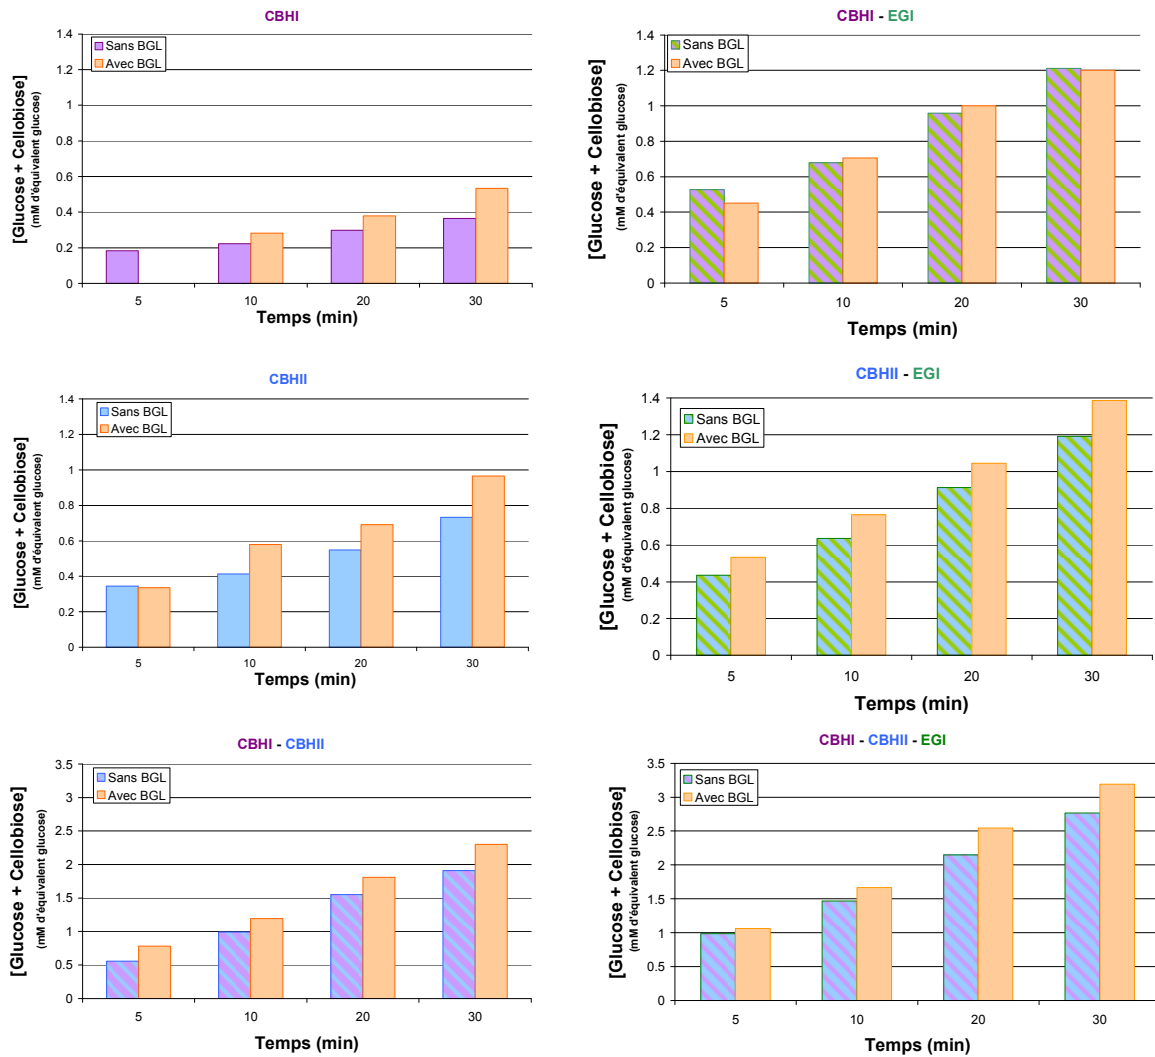 CBHI
[Glucose + Cellobiose]
(mM d'équivalent glucose)
1.4
1.2
1
0.8
0.6
0.4
0.2
0
Sans BGL
Avec BGL
5 10 20 30
Temps (min)
CBHI - EGI
[Glucose + Cellobiose]
(mM d'équivalent glucose)
1.4
1.2
1
0.8
0.6
0.4
0.2
0
Sans BGL
Avec BGL
5 10 20 30
Temps (min)
CBHII
[Glucose + Cellobiose]
(mM d'équivalent glucose)
1.4
1.2
1
0.8
0.6
0.4
0.2
0
Sans BGL
Avec BGL
5 10 20 30
Temps (min)
CBHII - EGI
[Glucose + Cellobiose]
(mM d'équivalent glucose)
1.4
1.2
1
0.8
0.6
0.4
0.2
0
Sans BGL
Avec BGL
5 10 20 30
Temps (min)
CBHI - CBHII
[Glucose + Cellobiose]
(mM d'équivalent glucose)
3.5
3
2.5
2
1.5
1
0.5
0
Sans BGL
Avec BGL
5 10 20 30
Temps (min)
CBHI - CBHII - EGI
[Glucose + Cellobiose]
(mM d'équivalent glucose)
3.5
3
2.5
2
1.5
1
0.5
0
Sans BGL
Avec BGL
5 10 20 30
Temps (min)